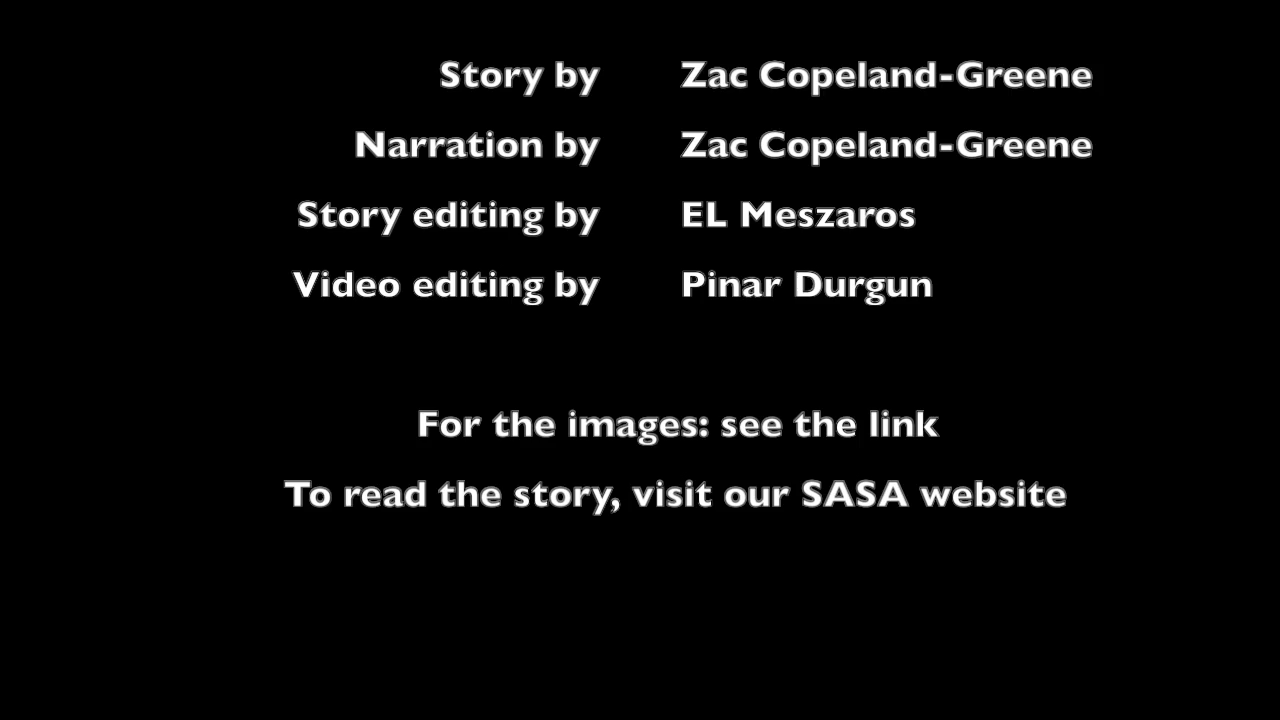 Story by Zac Copeland-Greene
Narration by Zac Copeland-Greene
Story editing by EL Meszaros
Video editing by Pinar Durgun
For the images: see the link
To read the story, visit our SASA website